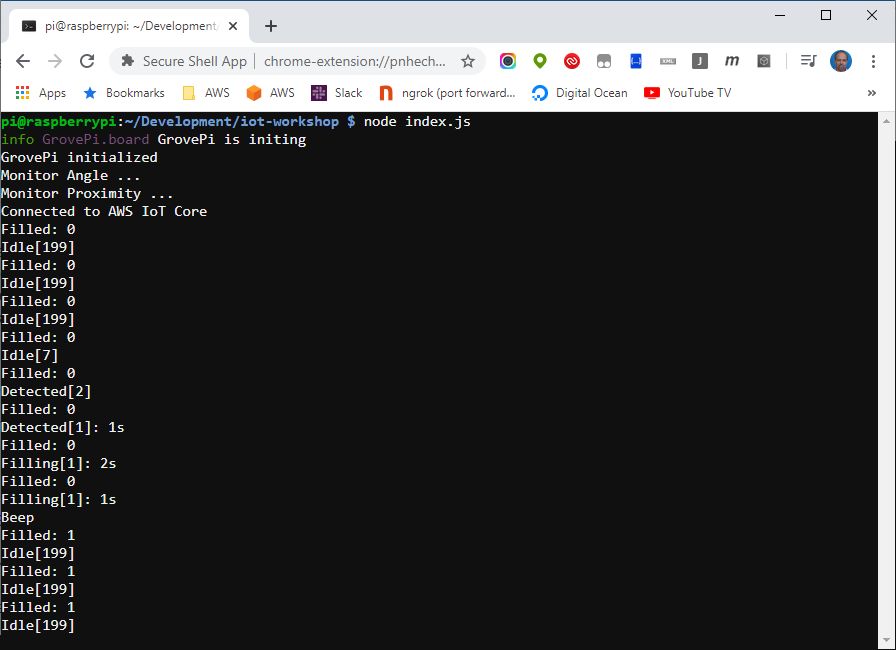 pi@raspberrypi: ~/Development/
Secure Shell App | chrome-extension://pnhech...
XML J m
Apps Bookmarks AWS AWS Slack ngrok (port forward... Digital Ocean YouTube TV »
pi@raspberrypi:~/Development/iot-workshop $ node index.js
info GrovePi.board GrovePi is initing
GrovePi initialized
Monitor Angle ...
Monitor Proximity ...
Connected to AWS IoT Core
Filled: 0
Idle[199]
Filled: 0
Idle[199]
Filled: 0
Idle[199]
Filled: 0
Idle[7]
Filled: 0
Detected[2]
Filled: 0
Detected[1]: 1s
Filled: 0
Filling[1]: 2s
Filled: 0
Filling[1]: 1s
Beep
Filled: 1
Idle[199]
Filled: 1
Idle[199]
Filled: 1
Idle[199]